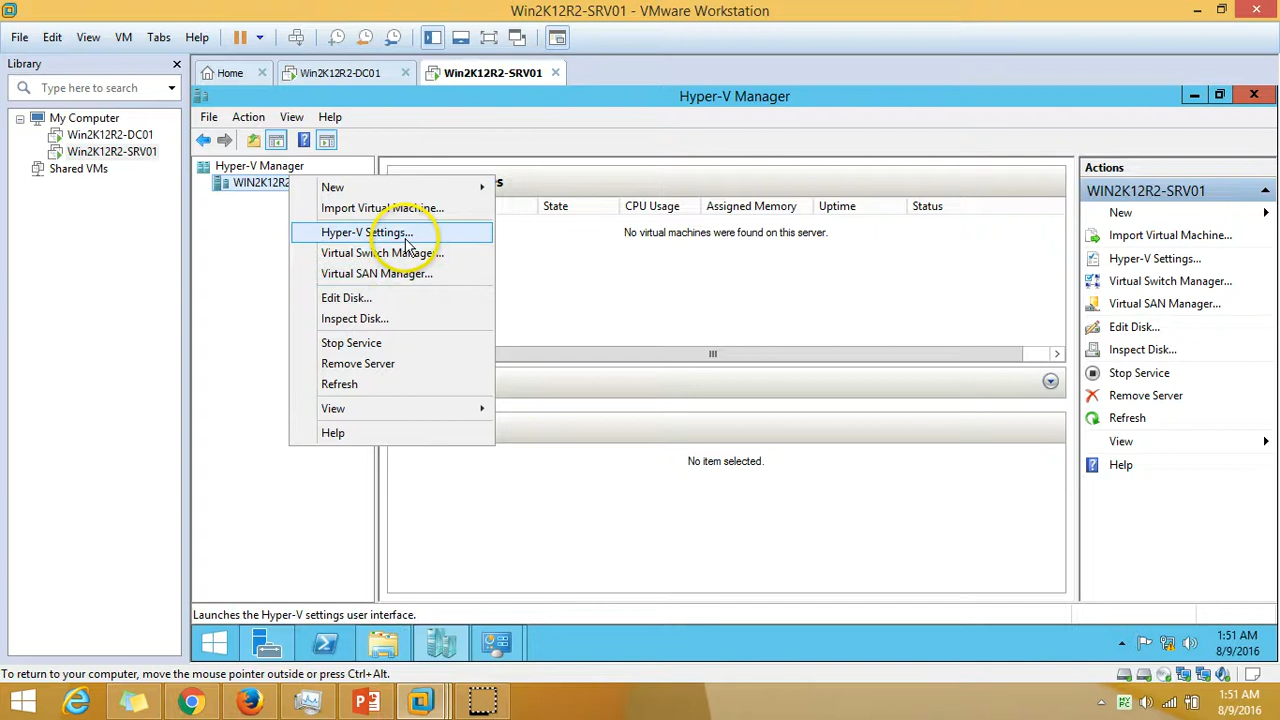 Win2K12R2-SRV01 - VMware Workstation
File Edit View VM Tabs Help
Library
Home Win2K12R2-DC01 Win2K12R2-SRV01
Type here to search
Hyper-V Manager
My Computer
Win2K12R2-DC01
Win2K12R2-SRV01
Shared VMs
File Action View Help
Hyper-V Manager
WIN2K12R2
New
Import Virtual Machine...
Hyper-V Settings...
Virtual Switch Manager...
Virtual SAN Manager...
Edit Disk...
Inspect Disk...
Stop Service
Remove Server
Refresh
View
Help
State CPU Usage Assigned Memory Uptime Status
No virtual machines were found on this server.
No item selected.
Actions
WIN2K12R2-SRV01
New
Import Virtual Machine...
Hyper-V Settings...
Virtual Switch Manager...
Virtual SAN Manager...
Edit Disk...
Inspect Disk...
Stop Service
Remove Server
Refresh
View
Help
Launches the Hyper-V settings user interface.
1:51 AM
8/9/2016
To return to your computer, move the mouse pointer outside or press Ctrl+Alt.
1:51 AM
8/9/2016